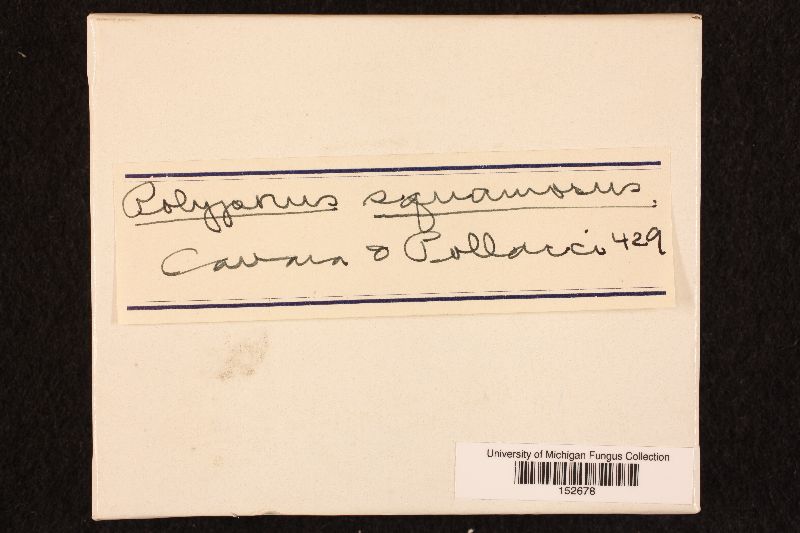 Polyporus squamosus.
Cavara & Pollacci 429
University of Michigan Fungus Collection
152678